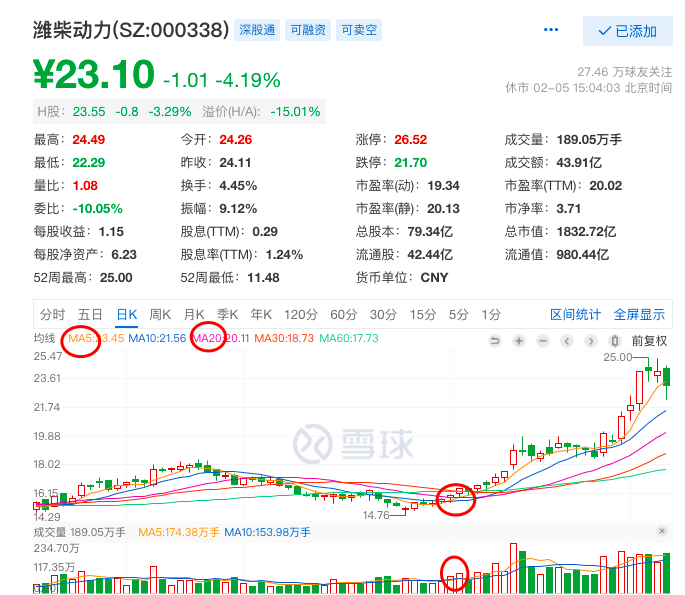 潍柴动力(SZ:000338) 深股通 可融资 可卖空 ••• 已添加
¥23.10 -1.01 -4.19% 27.46 万球友关注
休市 02-05 15:04:03 北京时间
H股： 23.55 -0.8 -3.29% 溢价(H/A): -15.01%
最高：24.49 今开：24.26 涨停：26.52 成交量：189.05万手
最低：22.29 昨收：24.11 跌停：21.70 成交额：43.91亿
量比：1.08 换手：4.45% 市盈率(动)：19.34 市盈率(TTM)：20.02
委比：-10.05% 振幅：9.12% 市盈率(静)：20.13 市净率：3.71
每股收益：1.15 股息(TTM)：0.29 总股本：79.34亿 总市值：1832.72亿
每股净资产：6.23 股息率(TTM)：1.24% 流通股：42.44亿 流通值：980.44亿
52周最高：25.00 52周最低：11.48 货币单位：CNY
分时 五日 日K 周K 月K 季K 年K 120分 60分 30分 15分 5分 1分 区间统计 全屏显示
均线 MA5:23.45 MA10:21.56 MA20:20.11 MA30:18.73 MA60:17.73 前复权
25.47
25.00
23.61
21.74
19.88
雪球
18.02
16.15
14.76
14.29
成交量 189.05万手 MA5:174.38万手 MA10:153.98万手
234.70万
117.35万